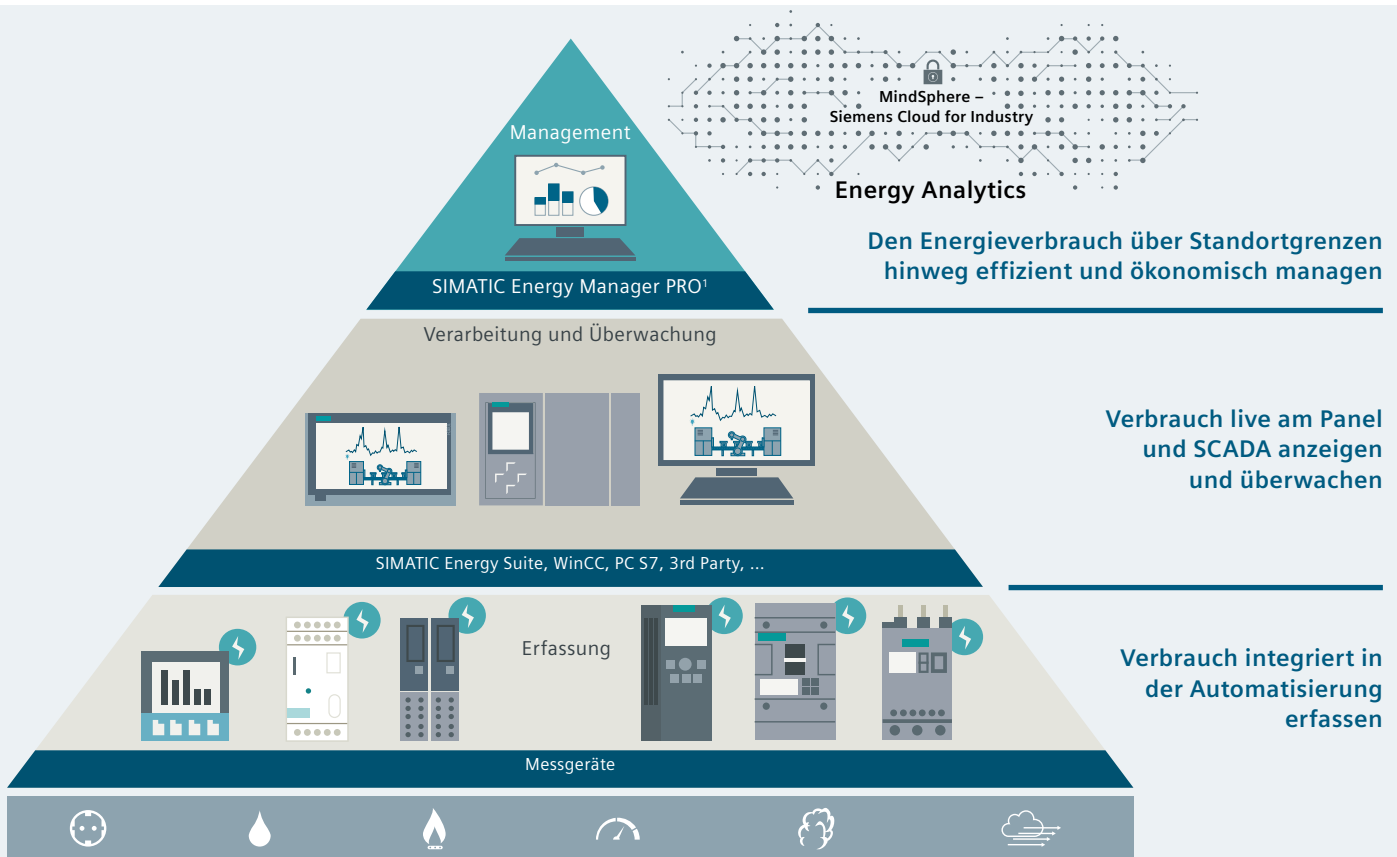 MindSphere –
Siemens Cloud for Industry
Energy Analytics
Management
SIMATIC Energy Manager PRO¹
Den Energieverbrauch über Standortgrenzen
hinweg effizient und ökonomisch managen
Verarbeitung und Überwachung
SIMATIC Energy Suite, WinCC, PC S7, 3rd Party, ...
Verbrauch live am Panel
und SCADA anzeigen
und überwachen
Erfassung
Messgeräte
Verbrauch integriert in
der Automatisierung
erfassen